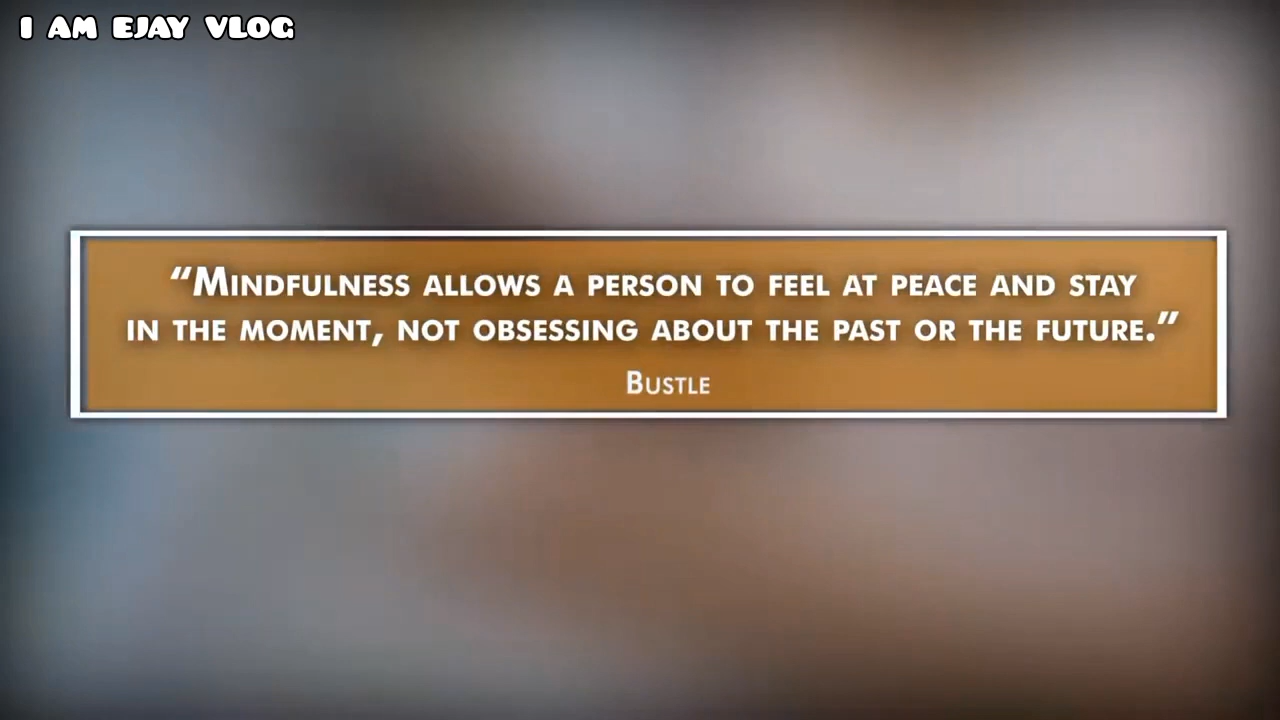 I AM EJAY VLOG
“Mindfulness allows a person to feel at peace and stay
in the moment, not obsessing about the past or the future.”
Bustle